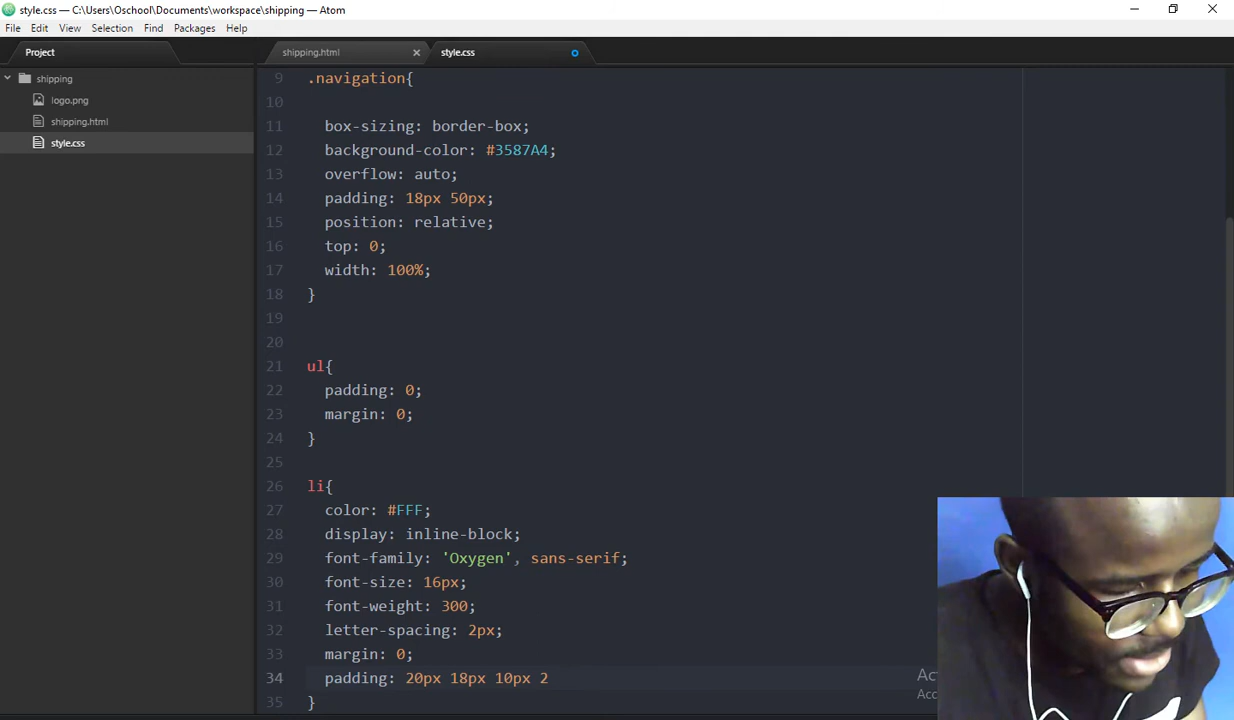 style.css — C:\Users\Oschool\Documents\workspace\shipping — Atom
File Edit View Selection Find Packages Help
Project
shipping.html
style.css
shipping
logo.png
shipping.html
style.css
9 .navigation{
10
11 box-sizing: border-box;
12 background-color: #3587A4;
13 overflow: auto;
14 padding: 18px 50px;
15 position: relative;
16 top: 0;
17 width: 100%;
18 }
19
20
21 ul{
22 padding: 0;
23 margin: 0;
24 }
25
26 li{
27 color: #FFF;
28 display: inline-block;
29 font-family: 'Oxygen', sans-serif;
30 font-size: 16px;
31 font-weight: 300;
32 letter-spacing: 2px;
33 margin: 0;
34 padding: 20px 18px 10px 2
35 }